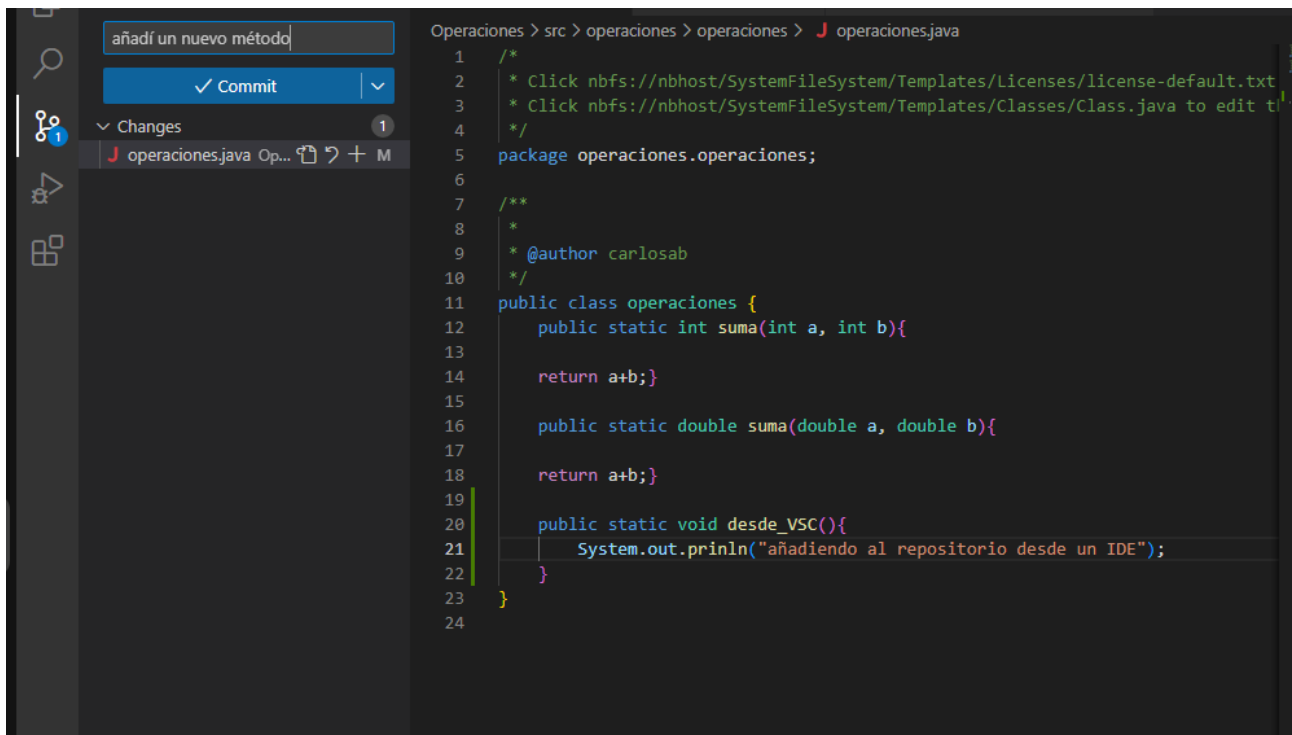 añadí un nuevo método
Commit
Changes 1
J operaciones.java Op... M
1
Operaciones > src > operaciones > operaciones > J operaciones.java
1 /*
2 * Click nbfs://nbhost/SystemFileSystem/Templates/Licenses/license-default.txt
3 * Click nbfs://nbhost/SystemFileSystem/Templates/Classes/Class.java to edit
4 */
5 package operaciones.operaciones;
6
7 /**
8 *
9 * @author carlosab
10 */
11 public class operaciones {
12 public static int suma(int a, int b){
13
14 return a+b;}
15
16 public static double suma(double a, double b){
17
18 return a+b;}
19
20 public static void desde_VSC(){
21 System.out.prinln("añadiendo al repositorio desde un IDE");
22 }
23 }
24